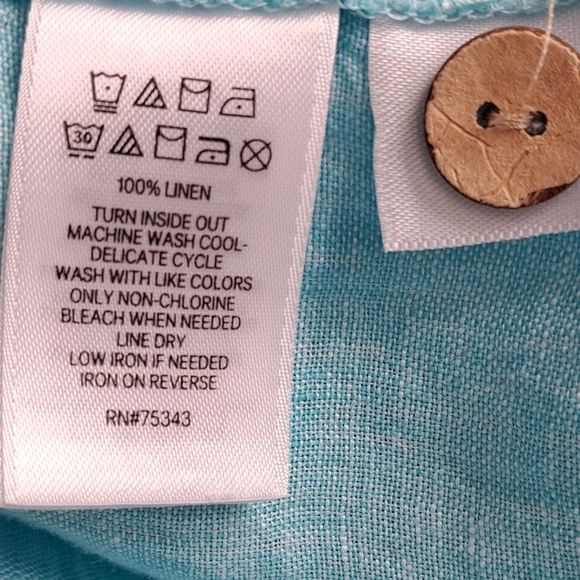 30
100% LINEN
TURN INSIDE OUT
MACHINE WASH COOL-
DELICATE CYCLE
WASH WITH LIKE COLORS
ONLY NON-CHLORINE
BLEACH WHEN NEEDED
LINE DRY
LOW IRON IF NEEDED
IRON ON REVERSE
RN#75343